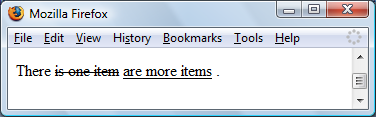 Mozilla Firefox
File Edit View History Bookmarks Tools Help
There is one item are more items .